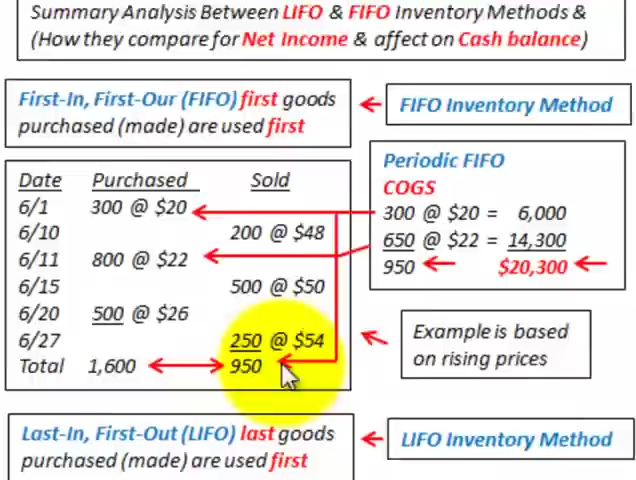 Summary Analysis Between LIFO & FIFO Inventory Methods &
(How they compare for Net Income & affect on Cash balance)
First-In, First-Our (FIFO) first goods
purchased (made) are used first
FIFO Inventory Method
Date Purchased Sold
6/1 300 @ $20
6/10 200 @ $48
6/11 800 @ $22
6/15 500 @ $50
6/20 500 @ $26
6/27 250 @ $54
Total 1,600 950
Periodic FIFO
COGS
300 @ $20 = 6,000
650 @ $22 = 14,300
950 $20,300
Example is based
on rising prices
Last-In, First-Out (LIFO) last goods
purchased (made) are used first
LIFO Inventory Method